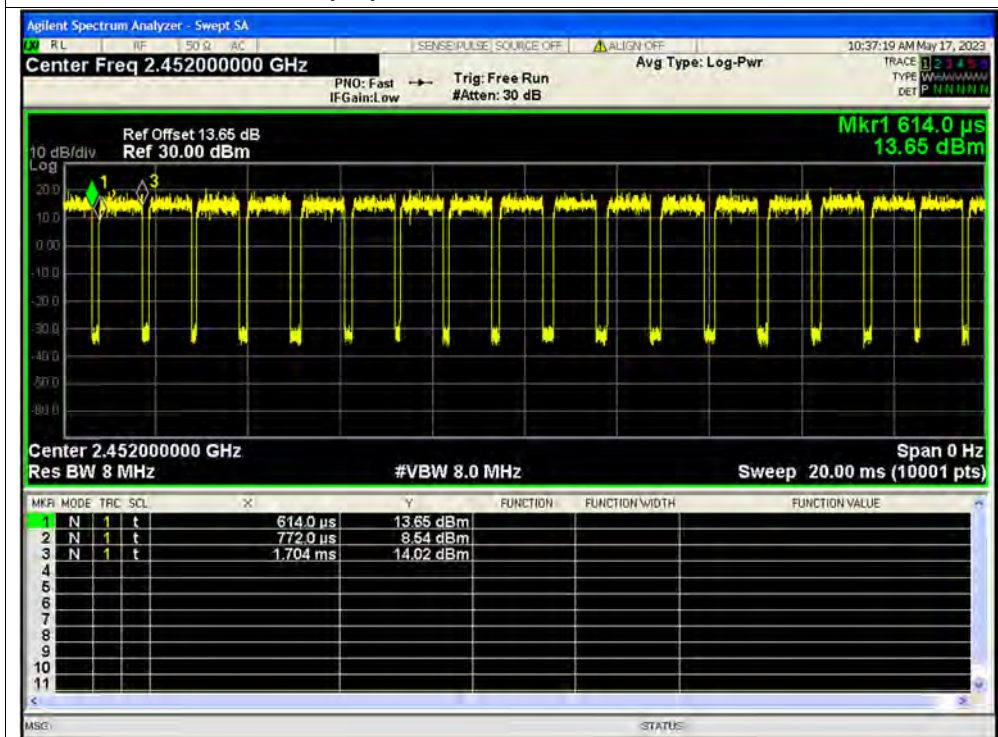 Agilent Spectrum Analyzer - Swept SA
RL RF 50 Ω AC SENSE:PULSE SOURCE OFF ALIGN OFF 10:37:19 AM May 17, 2023
Center Freq 2.452000000 GHz Avg Type: Log-Pwr TRACE 1 2 3 4 5 6
PNO: Fast Trig: Free Run TYPE
IFGain:Low #Atten: 30 dB DET P N N N N N
Mkr1 614.0 µs
Ref Offset 13.65 dB
10 dB/div Ref 30.00 dBm 13.65 dBm
Log
1 2 3
20.0
10.0
0.00
-10.0
-20.0
-30.0
-40.0
-50.0
-60.0
Center 2.452000000 GHz Span 0 Hz
Res BW 8 MHz #VBW 8.0 MHz Sweep 20.00 ms (10001 pts)
MKR MODE TRC SCL X Y FUNCTION FUNCTION WIDTH FUNCTION VALUE
1 N 1 t 614.0 µs 13.65 dBm
2 N 1 t 772.0 µs 8.54 dBm
3 N 1 t 1.704 ms 14.02 dBm
4
5
6
7
8
9
10
11
MSG STATUS